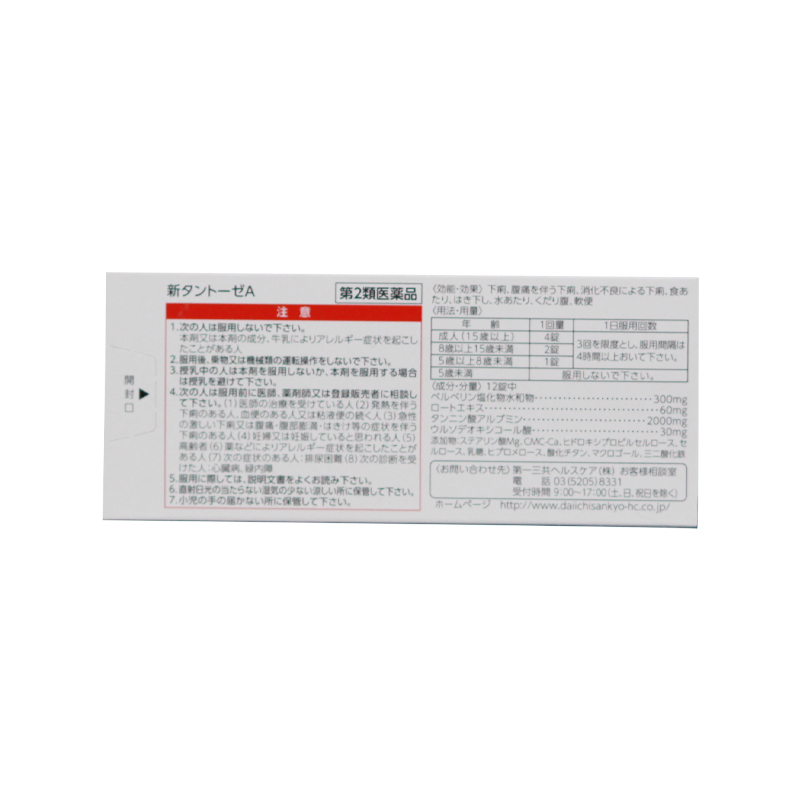 開封口▶
新タントーゼA
第2類医薬品
注意
1.次の人は服用しないで下さい。
本剤又は本剤の成分、牛乳によりアレルギー症状を起こし
たことがある人
2.服用後、乗物又は機械類の運転操作をしないで下さい。
3.授乳中の人は本剤を服用しないか、本剤を服用する場合
は授乳を避けて下さい。
4.次の人は服用前に医師、薬剤師又は登録販売者に相談し
て下さい。(1)医師の治療を受けている人(2)発熱を伴う
下痢のある人、血便のある人又は粘液便の続く人(3)急性
の激しい下痢又は腹痛・腹部膨満・はき気等の症状を伴う
下痢のある人(4)妊婦又は妊娠していると思われる人(5)
高齢者(6)薬などによりアレルギー症状を起こしたことが
ある人(7)次の症状のある人:排尿困難(8)次の診断を受
けた人:心臓病、緑内障
5.服用に際しては、説明文書をよくお読み下さい。
6.直射日光の当たらない湿気の少ない涼しい所に保管して下さい。
7.小児の手の届かない所に保管して下さい。
〈効能・効果〉下痢、腹痛を伴う下痢、消化不良による下痢、食あ
たり、はき下し、水あたり、くだり腹、軟便
〈用法・用量〉
年齢 1回量 1日服用回数
成人(15歳以上) 4錠
8歳以上15歳未満 2錠
5歳以上8歳未満 1錠
3回を限度とし、服用間隔は
4時間以上おいて下さい。
5歳未満 服用しないで下さい。
〈成分・分量〉12錠中
ベルベリン塩化物水和物 300mg
ロートエキス 60mg
タンニン酸アルブミン 2000mg
ウルソデオキシコール酸 30mg
添加物:ステアリン酸Mg、CMC-Ca、ヒドロキシプロピルセルロース、セ
ルロース、乳糖、ヒプロメロース、酸化チタン、マクロゴール、三二酸化鉄
〈お問い合わせ先〉第一三共ヘルスケア(株) お客様相談室
電話 03(5205)8331
受付時間 9:00〜17:00(土、日、祝日を除く)
ホームページ http://www.daiichisankyo-hc.co.jp/